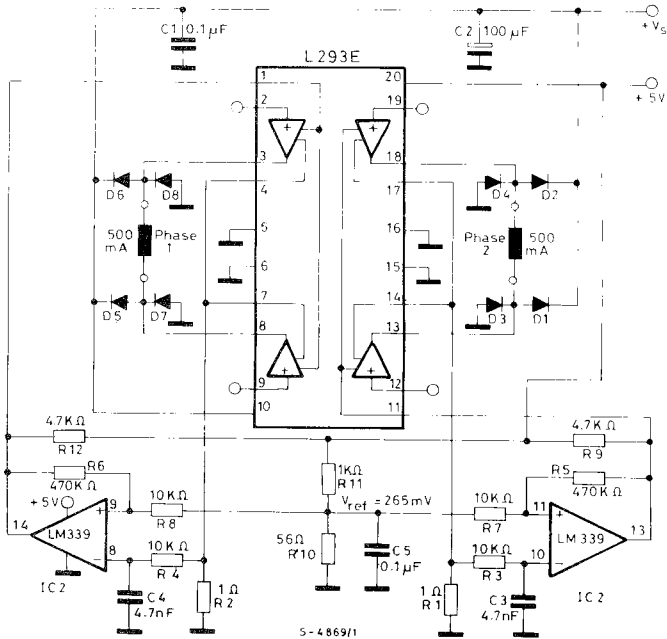 C1 0.1μF
C2 100μF
+Vs
+5V
L293E
1
20
2
19
3
18
4
17
5
16
6
15
7
14
8
13
9
12
10
11
D6
D8
500 mA
Phase 1
D5
D7
D4
D2
Phase 2
500 mA
D3
D1
4.7KΩ
R12
R6
470KΩ
+5V
14
9
+
LM339
8
−
IC2
10KΩ
R8
10KΩ
R4
C4
4.7nF
1Ω
R2
1KΩ
R11
Vref = 265mV
56Ω
R10
C5
0.1μF
4.7KΩ
R9
R5
470KΩ
10KΩ
R7
11
+
LM339
13
10
−
10KΩ
R3
1Ω
R1
C3
4.7nF
IC2
S-4869/1